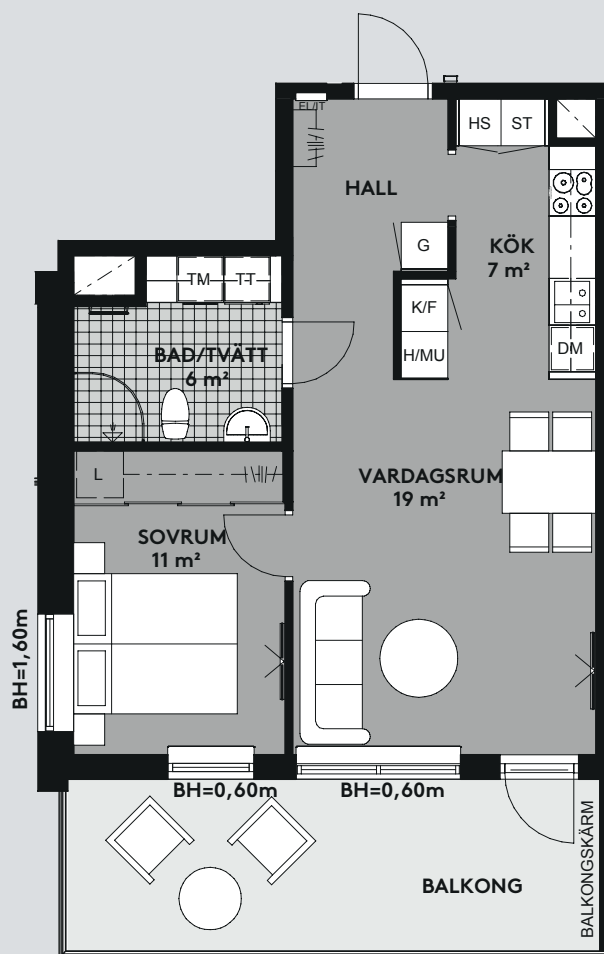 EL/IT
HS
ST
HALL
G
KÖK
7 m²
TM
TT
K/F
H/MU
DM
BAD/TVÄTT
6 m²
L
VARDAGSRUM
19 m²
SOVRUM
11 m²
BH=1,60m
BH=0,60m
BH=0,60m
BALKONG
BALKONGSKÄRM